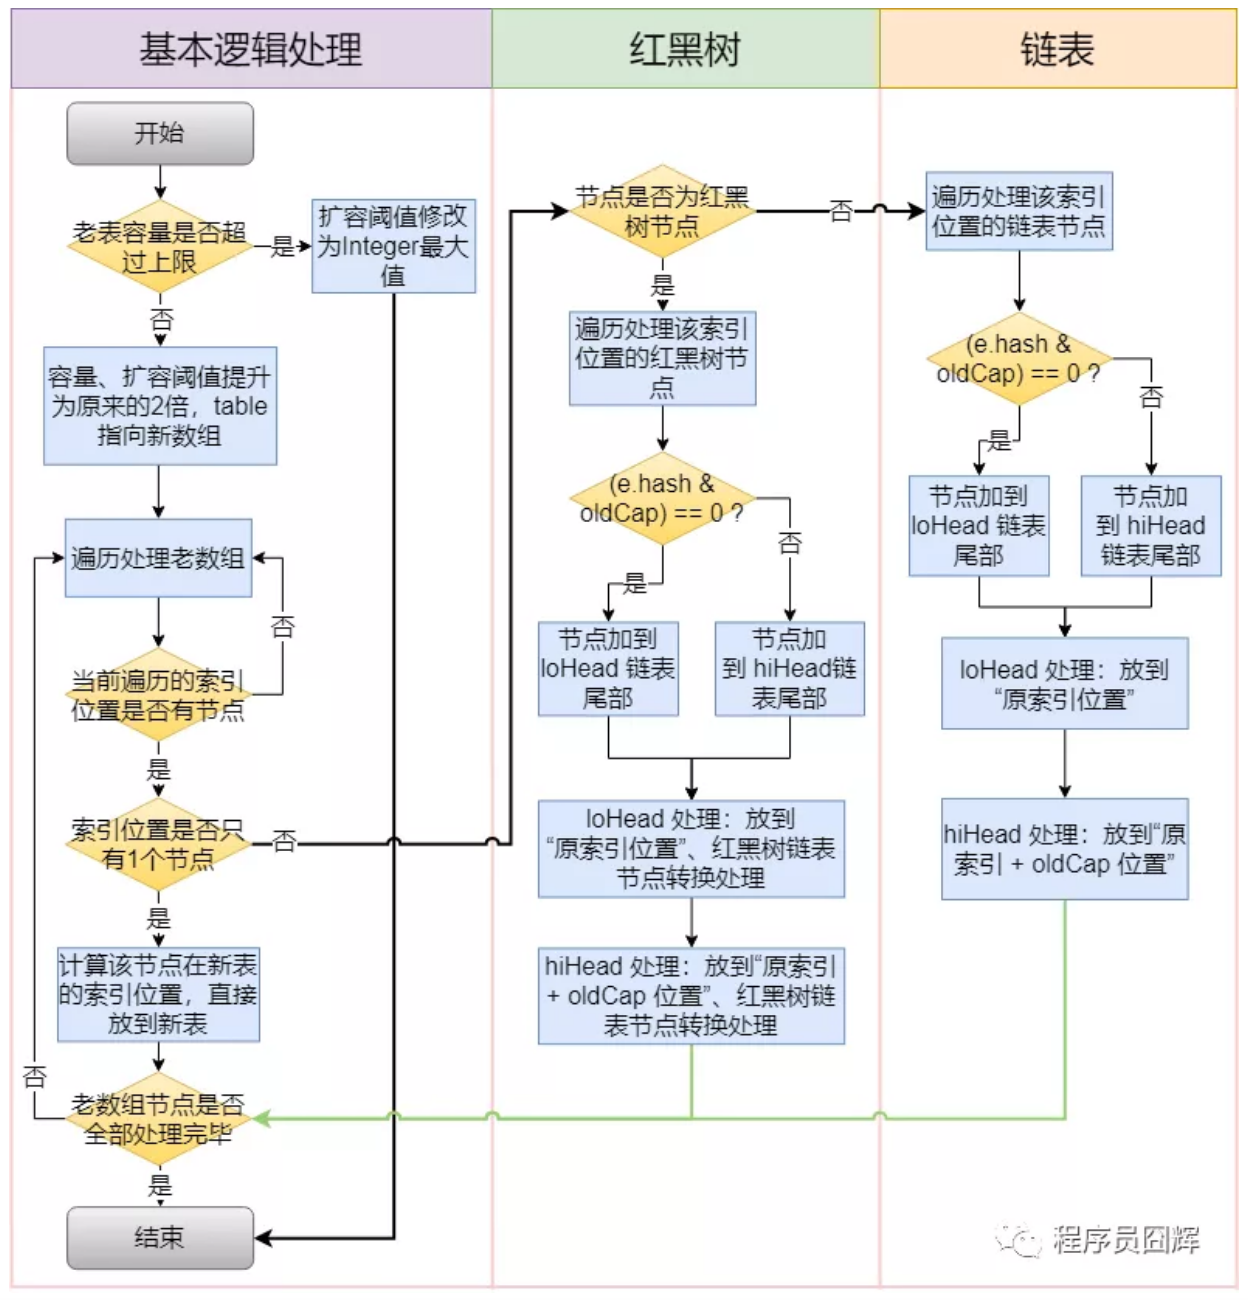 基本逻辑处理
红黑树
链表
开始
老表容量是否超
过上限
是
扩容阈值修改
为Integer最大
值
否
容量、扩容阈值提升
为原来的2倍，table
指向新数组
遍历处理老数组
否
当前遍历的索引
位置是否有节点
是
索引位置是否只
有1个节点
否
是
计算该节点在新表
的索引位置，直接
放到新表
否
老数组节点是否
全部处理完毕
是
结束
节点是否为红黑
树节点
否
是
遍历处理该索引
位置的红黑树节
点
(e.hash &
oldCap) == 0 ?
否
是
节点加到
loHead 链表
尾部
节点加
到 hiHead链
表尾部
loHead 处理：放到
“原索引位置”、红黑树链表
节点转换处理
hiHead 处理：放到“原索引
+ oldCap 位置”、红黑树链
表节点转换处理
遍历处理该索引
位置的链表节点
(e.hash &
oldCap) == 0 ?
否
是
节点加到
loHead 链表
尾部
节点加
到 hiHead
链表尾部
loHead 处理：放到
“原索引位置”
hiHead 处理：放到“原
索引 + oldCap 位置”
程序员囧辉